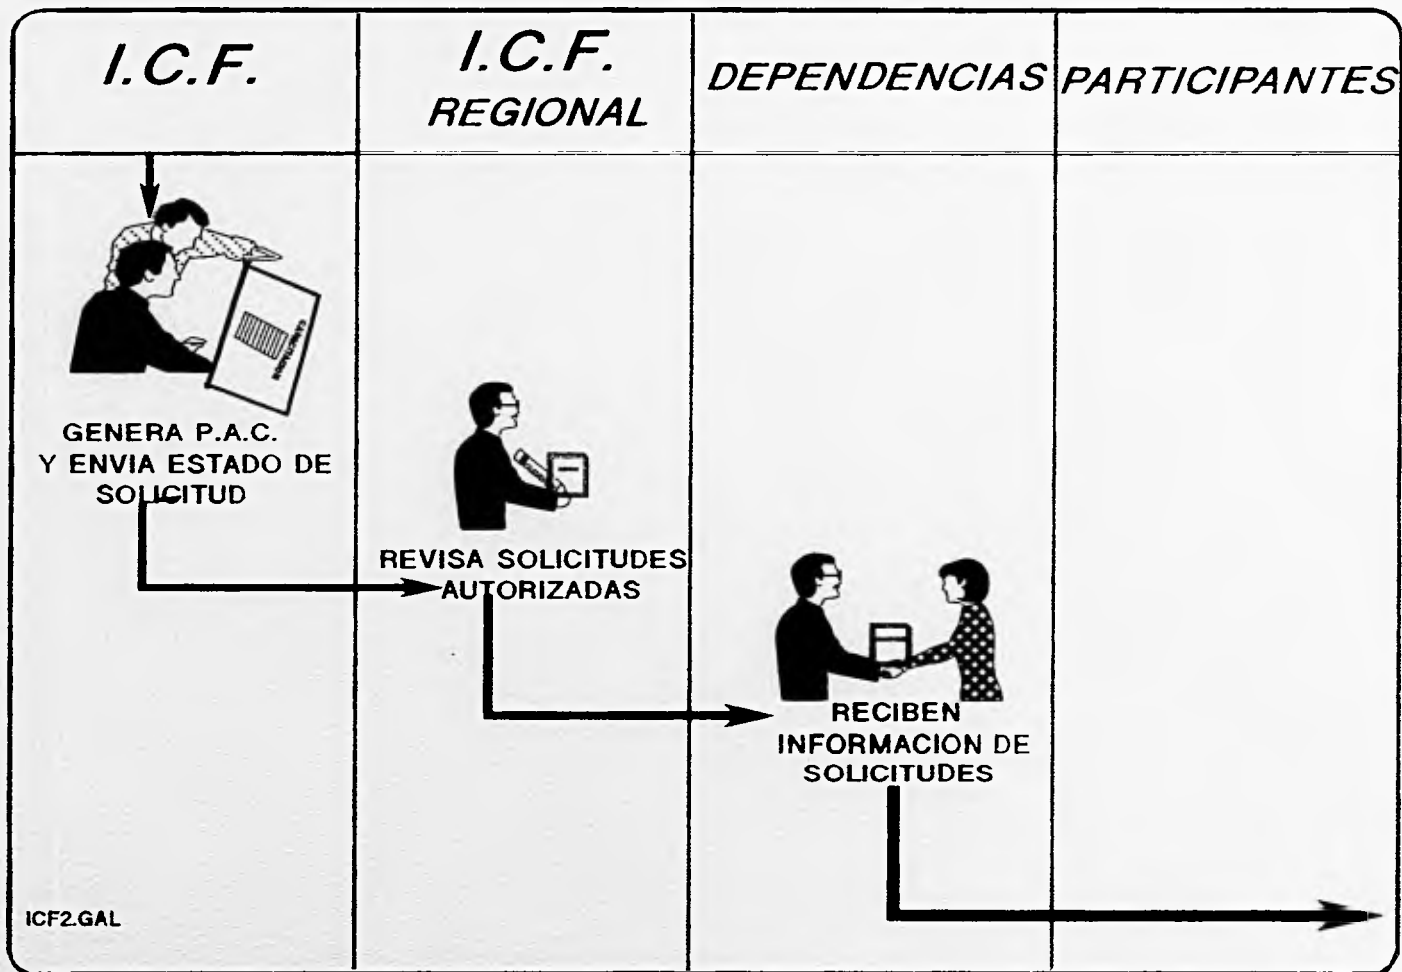 I.C.F.
I.C.F.
REGIONAL
DEPENDENCIAS
PARTICIPANTES
GENERA P.A.C.
Y ENVIA ESTADO DE
SOLICITUD
REVISA SOLICITUDES
AUTORIZADAS
RECIBEN
INFORMACION DE
SOLICITUDES
ICF2.GAL